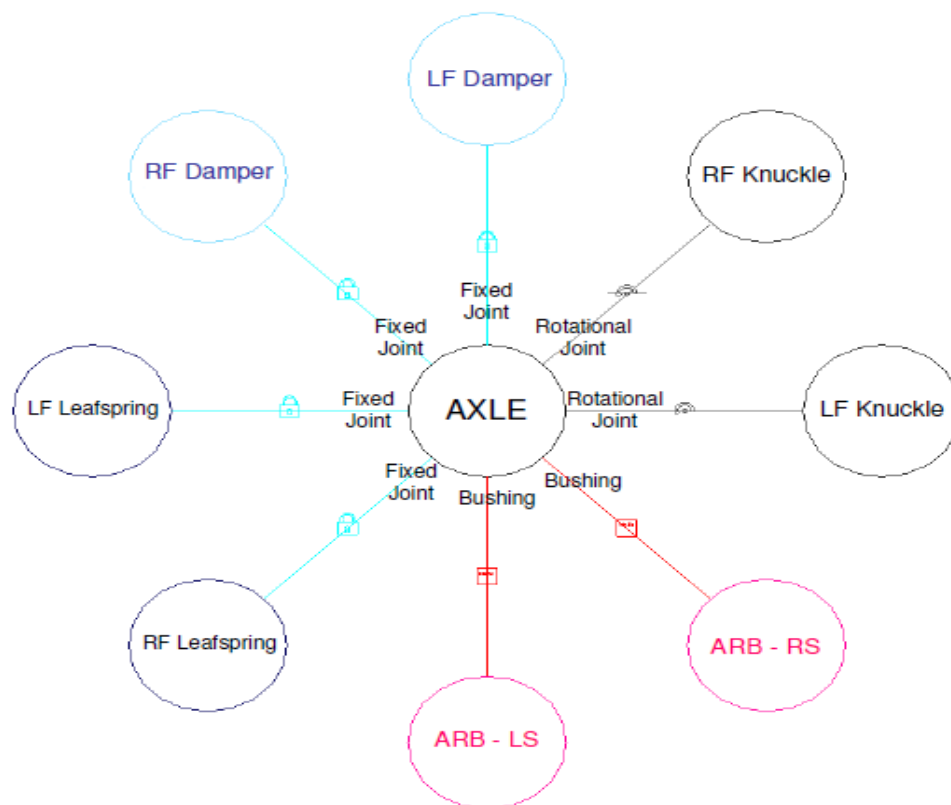 LF Damper
RF Damper
RF Knuckle
Fixed
Joint
Fixed
Joint
Rotational
Joint
LF Leafspring
Fixed
Joint
AXLE
Rotational
Joint
LF Knuckle
Fixed
Joint
Bushing
Bushing
RF Leafspring
ARB - RS
ARB - LS